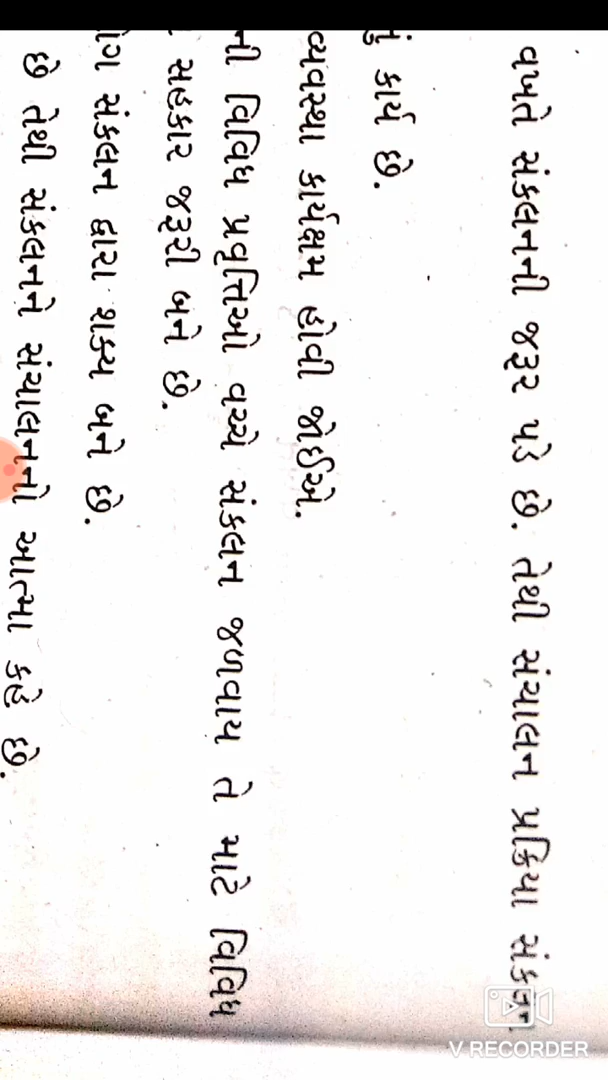 વખતે સંકલનની જરૂર પડે છે. તેથી સંચાલન પ્રક્રિયા સંકલન
નું કાર્ય છે.
વ્યવસ્થા કાર્યક્ષમ હોવી જોઈએ.
ની વિવિધ પ્રવૃત્તિઓ વચ્ચે સંકલન જળવાય તે માટે વિવિધ
સહકાર જરૂરી બને છે.
સંકલન દ્વારા શક્ય બને છે.
છે તેથી સંકલનને સંચાલનનો આત્મા કહે છે.
V RECORDER